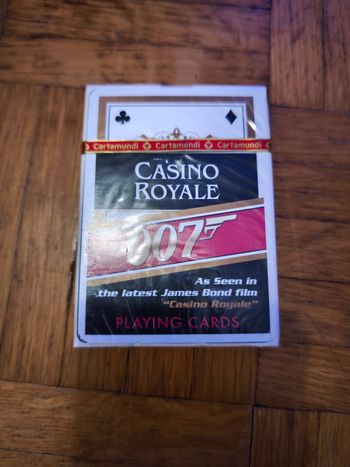 Cartamundi Cartamundi Cartamundi
CASINO
ROYALE
007
As Seen in
the latest James Bond film
"Casino Royale"
PLAYING CARDS